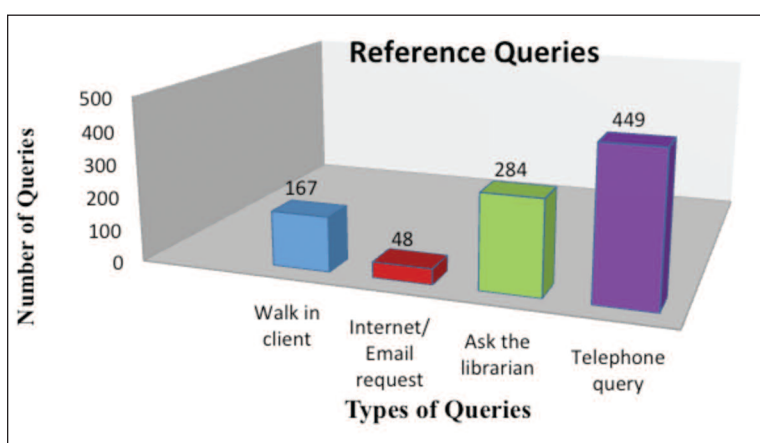 Reference Queries
Number of Queries
500
400
300
200
100
0
167
48
284
449
Walk in
client
Internet/
Email
request
Ask the
librarian
Telephone
query
Types of Queries